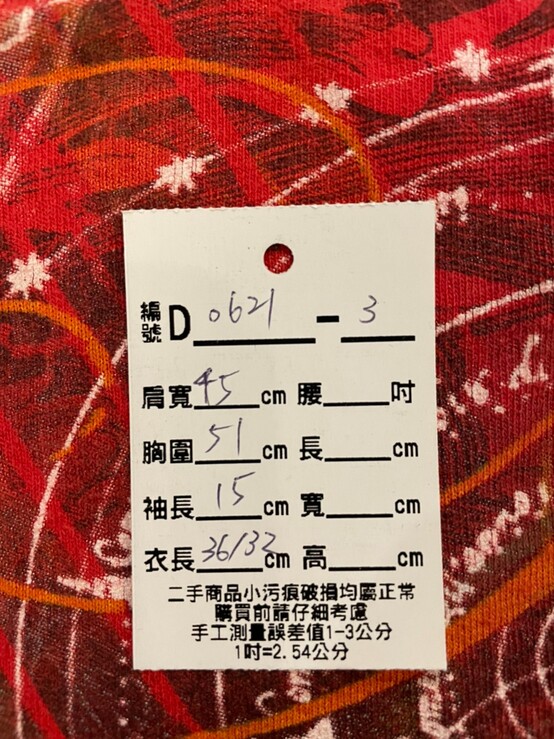 編號 D 0621 - 3
肩寬 45 cm 腰 吋
胸圍 51 cm 長 cm
袖長 15 cm 寬 cm
衣長 36/33 cm 高 cm
二手商品小污痕破損均屬正常
購買前請仔細考慮
手工測量誤差值1-3公分
1吋=2.54公分